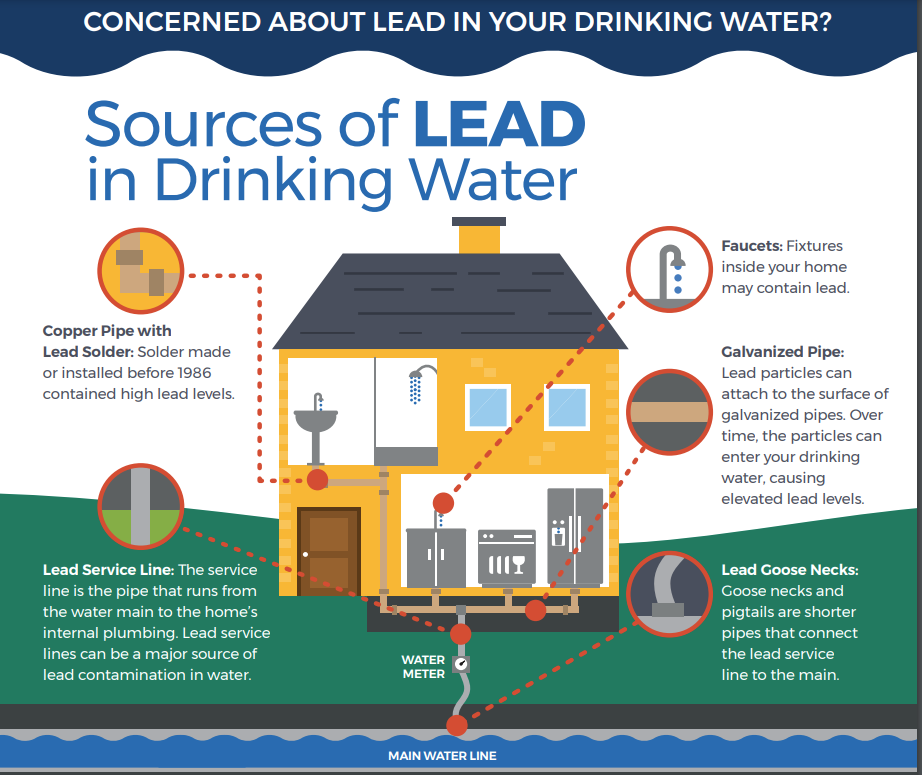 CONCERNED ABOUT LEAD IN YOUR DRINKING WATER?
Sources of LEAD
in Drinking Water
Copper Pipe with
Lead Solder: Solder made
or installed before 1986
contained high lead levels.
Faucets: Fixtures
inside your home
may contain lead.
Galvanized Pipe:
Lead particles can
attach to the surface of
galvanized pipes. Over
time, the particles can
enter your drinking
water, causing
elevated lead levels.
Lead Service Line: The service
line is the pipe that runs from
the water main to the home's
internal plumbing. Lead service
lines can be a major source of
lead contamination in water.
Lead Goose Necks:
Goose necks and
pigtails are shorter
pipes that connect
the lead service
line to the main.
WATER
METER
MAIN WATER LINE